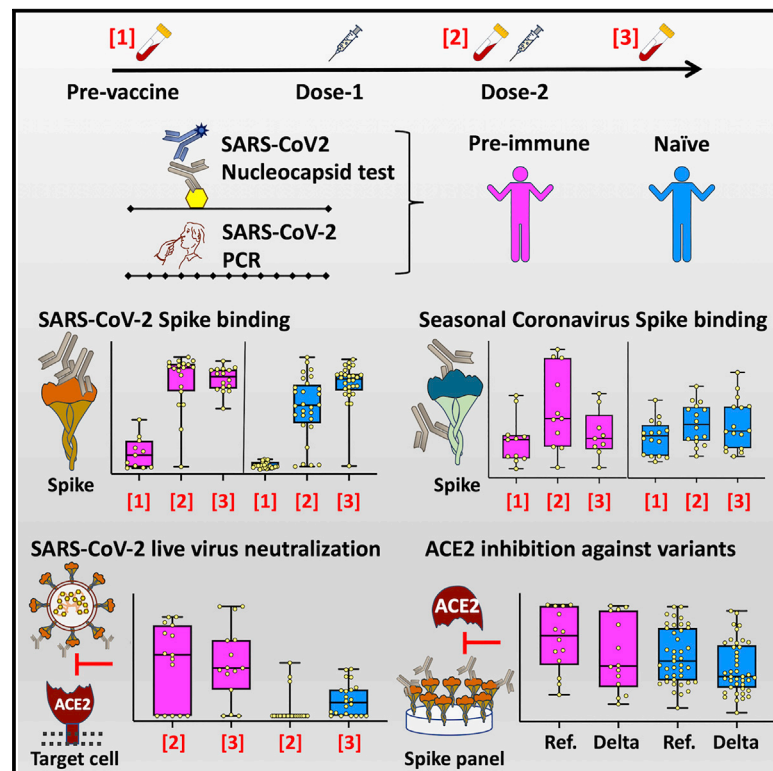 [1] [2] [3]
Pre-vaccine Dose-1 Dose-2
SARS-CoV2
Nucleocapsid test
SARS-CoV-2
PCR
Pre-immune Naïve
SARS-CoV-2 Spike binding
Spike
[1] [2] [3] [1] [2] [3]
Seasonal Coronavirus Spike binding
Spike
[1] [2] [3] [1] [2] [3]
SARS-CoV-2 live virus neutralization
ACE2
Target cell
[2] [3] [2] [3]
ACE2 inhibition against variants
ACE2
Spike panel
Ref. Delta Ref. Delta